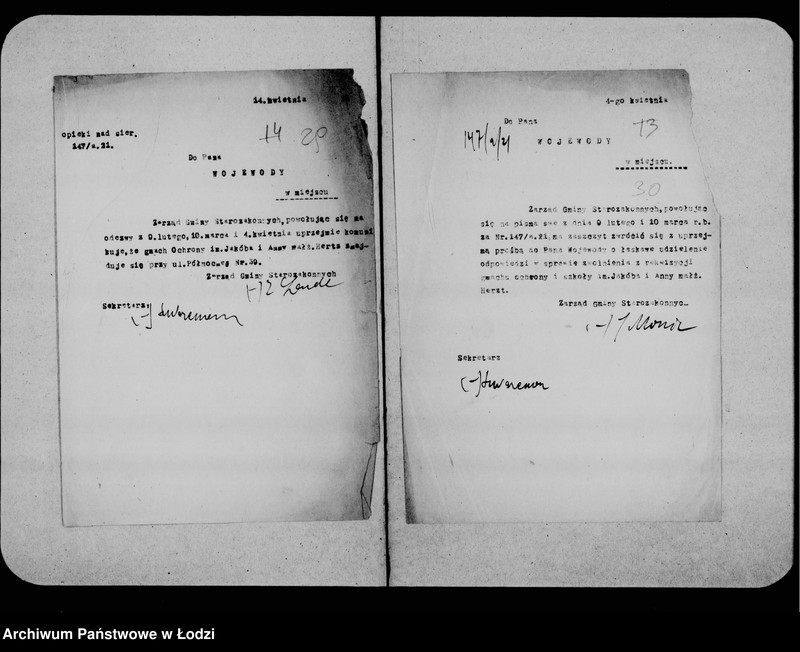 14.kwietnia
74 29
opieki nad sier.
147/a.21.
Do Pana
WOJEWODY
w miejscu
Zarząd Gminy Starozakonnych, powołując się na
odezwy z 9.lutego, 10.marca i 4.kwietnia uprzejmie komuni
kuje, że gmach Ochrony im. Jakóba i Anny małż. Hertz znaj-
duje się przy ul. Północnej Nr. 39.
Zarząd Gminy Starozakonnych
(-)
Sekretarz:
(-)
4-go kwietnia
Do Pana
147/a/21
73
WOJEWODY
w miejscu.
30
Zarząd Gminy Starozakonnych, powołując
się na pisma swe z dnia 9 lutego i 10 marca r.b.
za Nr.147/a.21, ma zaszczyt zwrócić się z uprzej-
mą prośbą do Pana Wojewody o łaskawe udzielenie
odpowiedzi w sprawie zwolnienia z rekwizycji
gmachu ochrony i szkoły im. Jakóba i Anny małż.
Herzt.
Zarząd Gminy Starozakonnyc
(-)
Sekretarz
(-)
Archiwum Państwowe w Łodzi